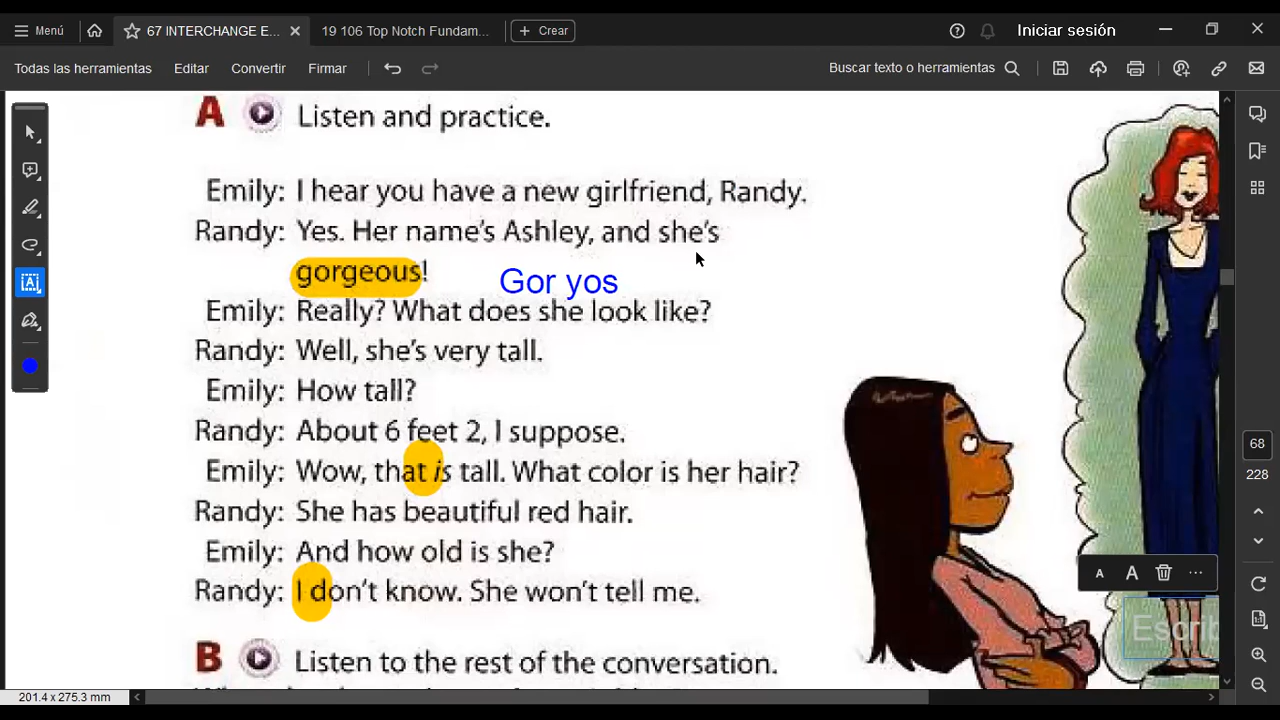 Menú
67 INTERCHANGE E...
19 106 Top Notch Fundam...
Crear
Iniciar sesión
Todas las herramientas
Editar
Convertir
Firmar
Buscar texto o herramientas
A Listen and practice.
Emily: I hear you have a new girlfriend, Randy.
Randy: Yes. Her name's Ashley, and she's
gorgeous!
Gor yos
Emily: Really? What does she look like?
Randy: Well, she's very tall.
Emily: How tall?
Randy: About 6 feet 2, I suppose.
Emily: Wow, that is tall. What color is her hair?
Randy: She has beautiful red hair.
Emily: And how old is she?
Randy: I don't know. She won't tell me.
B Listen to the rest of the conversation.
68
228
A A
Escrib
201.4 x 275.3 mm